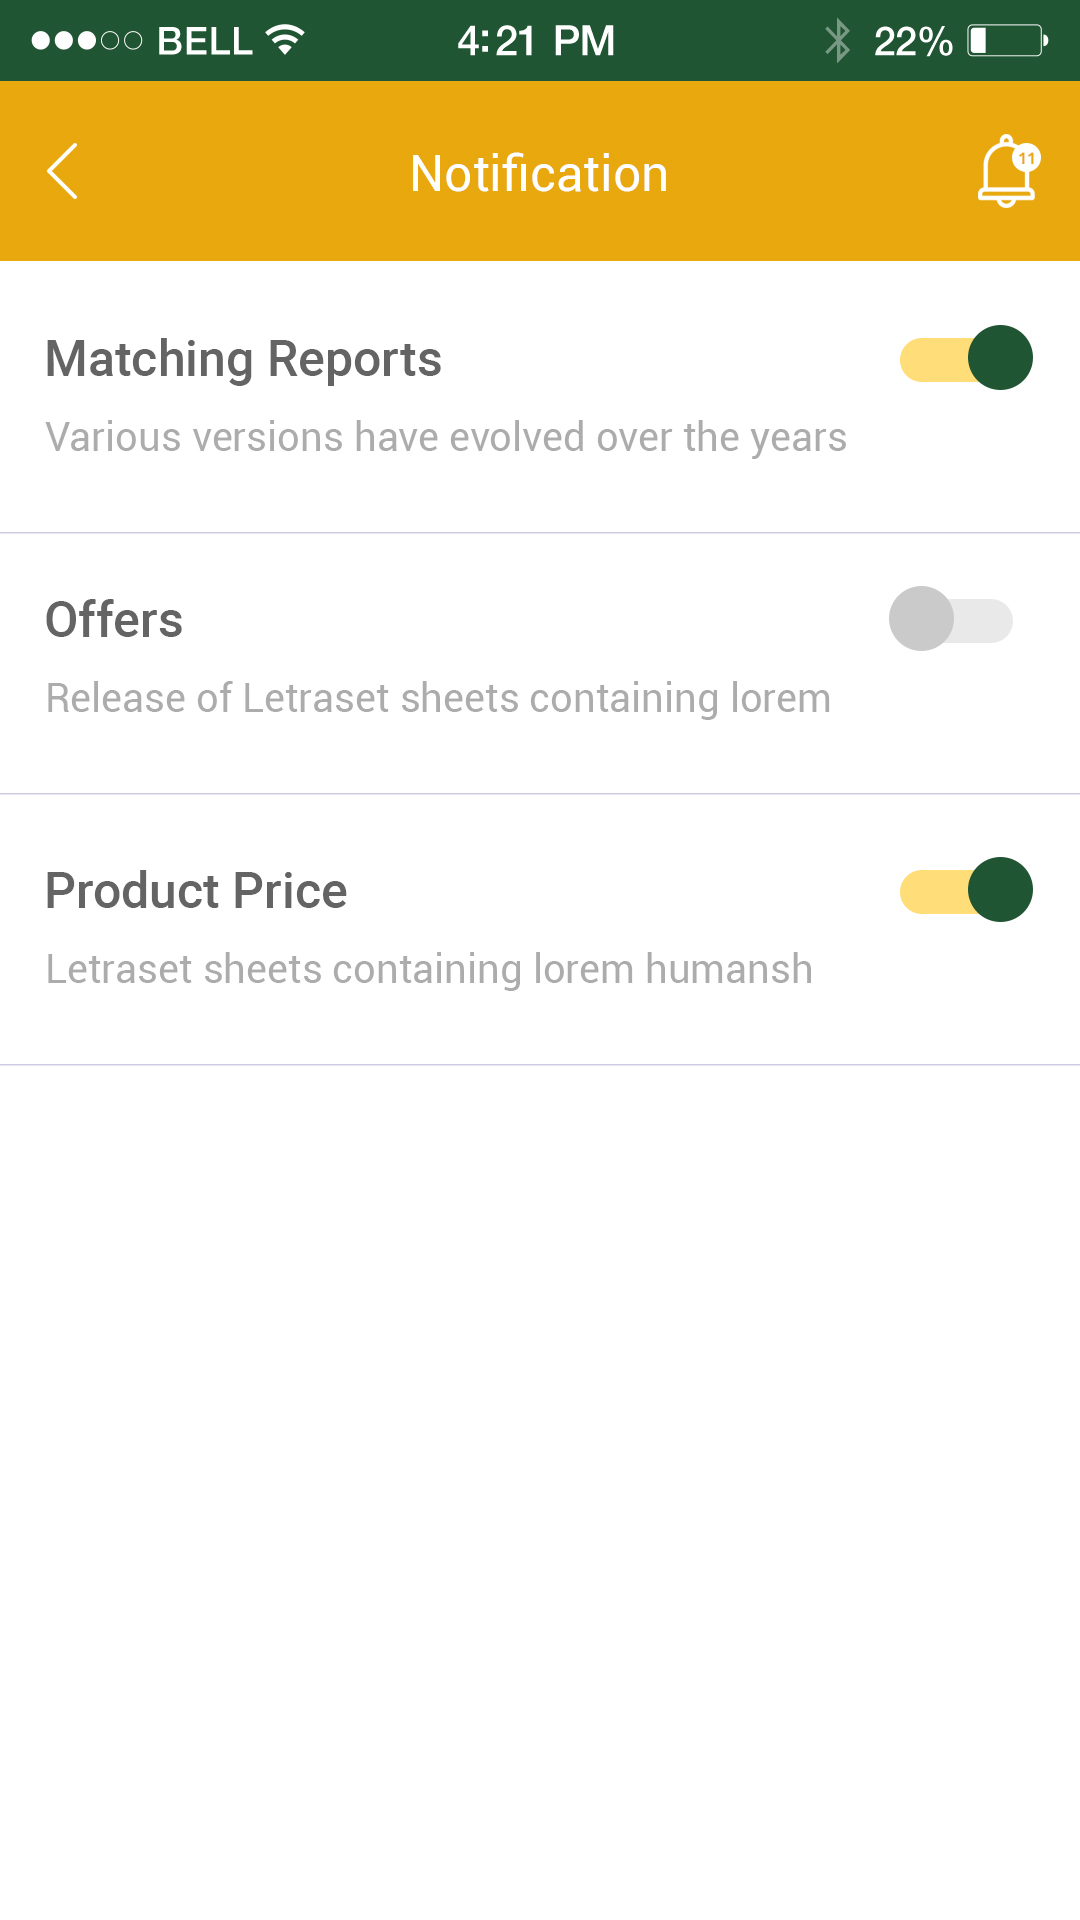 BELL 4:21 PM 22%
Notification 11
Matching Reports
Various versions have evolved over the years
Offers
Release of Letraset sheets containing lorem
Product Price
Letraset sheets containing lorem humansh